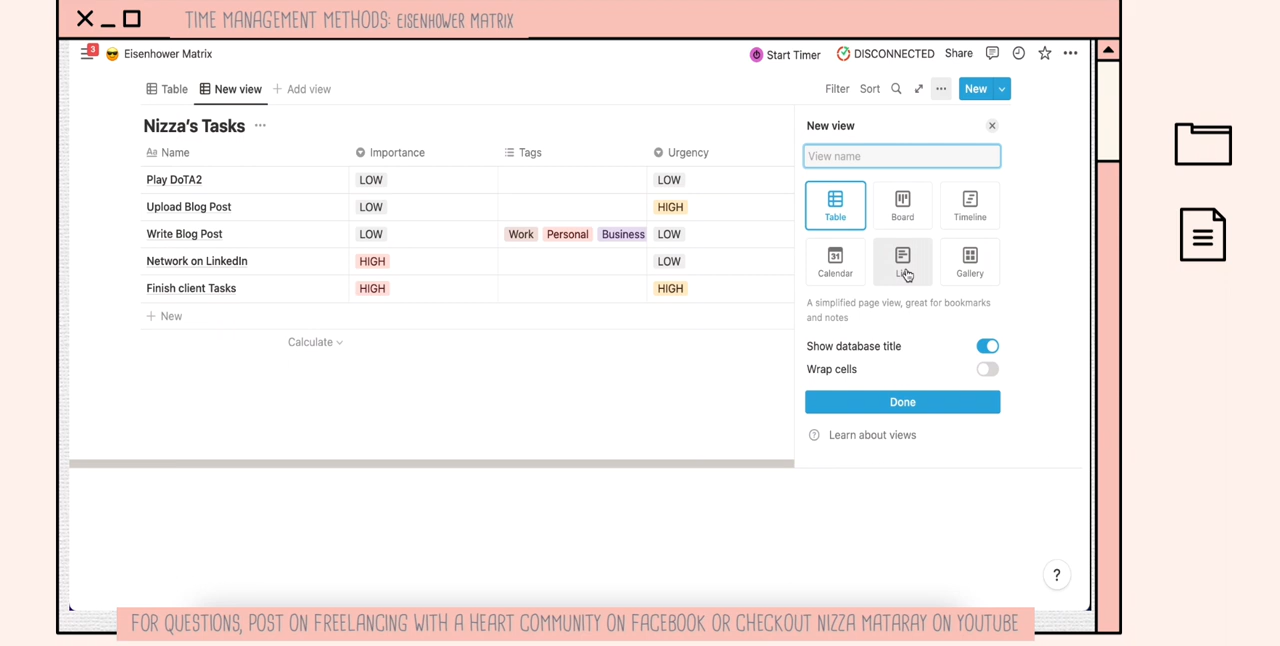 TIME MANAGEMENT METHODS: EISENHOWER MATRIX
3 Eisenhower Matrix Start Timer DISCONNECTED Share
Table New view + Add view Filter Sort New
Nizza's Tasks
New view
Aa Name Importance Tags Urgency
View name
Play DoTA2 LOW LOW
Upload Blog Post LOW HIGH
Write Blog Post LOW Work Personal Business LOW
Network on LinkedIn HIGH LOW
Finish client Tasks HIGH HIGH
+ New
Calculate
Table Board Timeline
31
Calendar Gallery
A simplified page view, great for bookmarks
and notes
Show database title
Wrap cells
Done
? Learn about views
?
FOR QUESTIONS, POST ON FREELANCING WITH A HEART COMMUNITY ON FACEBOOK OR CHECKOUT NIZZA MATARAY ON YOUTUBE